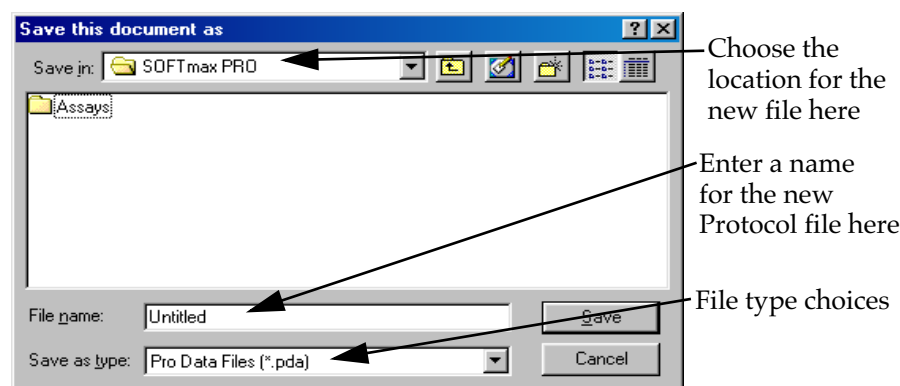 Save this document as
Save in: SOFTmax PRO
Assays
File name: Untitled
Save
Save as type: Pro Data Files (*.pda)
Cancel
Choose the
location for the
new file here
Enter a name
for the new
Protocol file here
File type choices